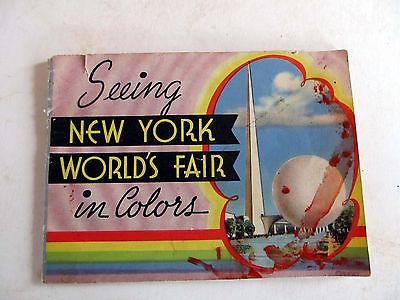 Seeing
NEW YORK
WORLD'S FAIR
in Colors